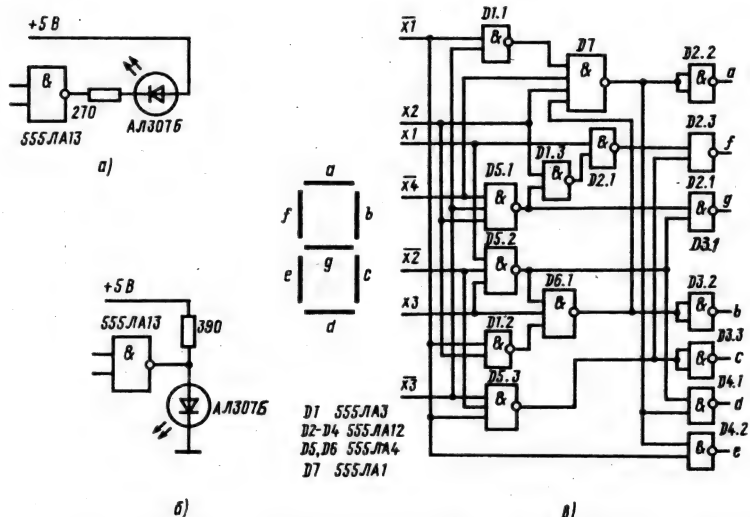 +5 В
&
270
АЛ307Б
555ЛА13
а)
+5 В
555ЛА13
390
&
АЛ307Б
б)
a
f
b
g
e
c
d
D1 555ЛА3
D2-D4 555ЛА12
D5,D6 555ЛА4
D7 555ЛА1
x̅1̅
D1.1
&
D7
&
D2.2
&
a
x2
D2.3
x1
&
f
D1.3
&
&
D2.1
x̅4̅
D5.1
&
D2.1
&
g
D5.2
D3.1
x̅2̅
&
D6.1
D3.2
x3
&
&
b
D1.2
&
D3.3
&
c
x̅3̅
D5.3
&
D4.1
&
d
D4.2
&
e
в)